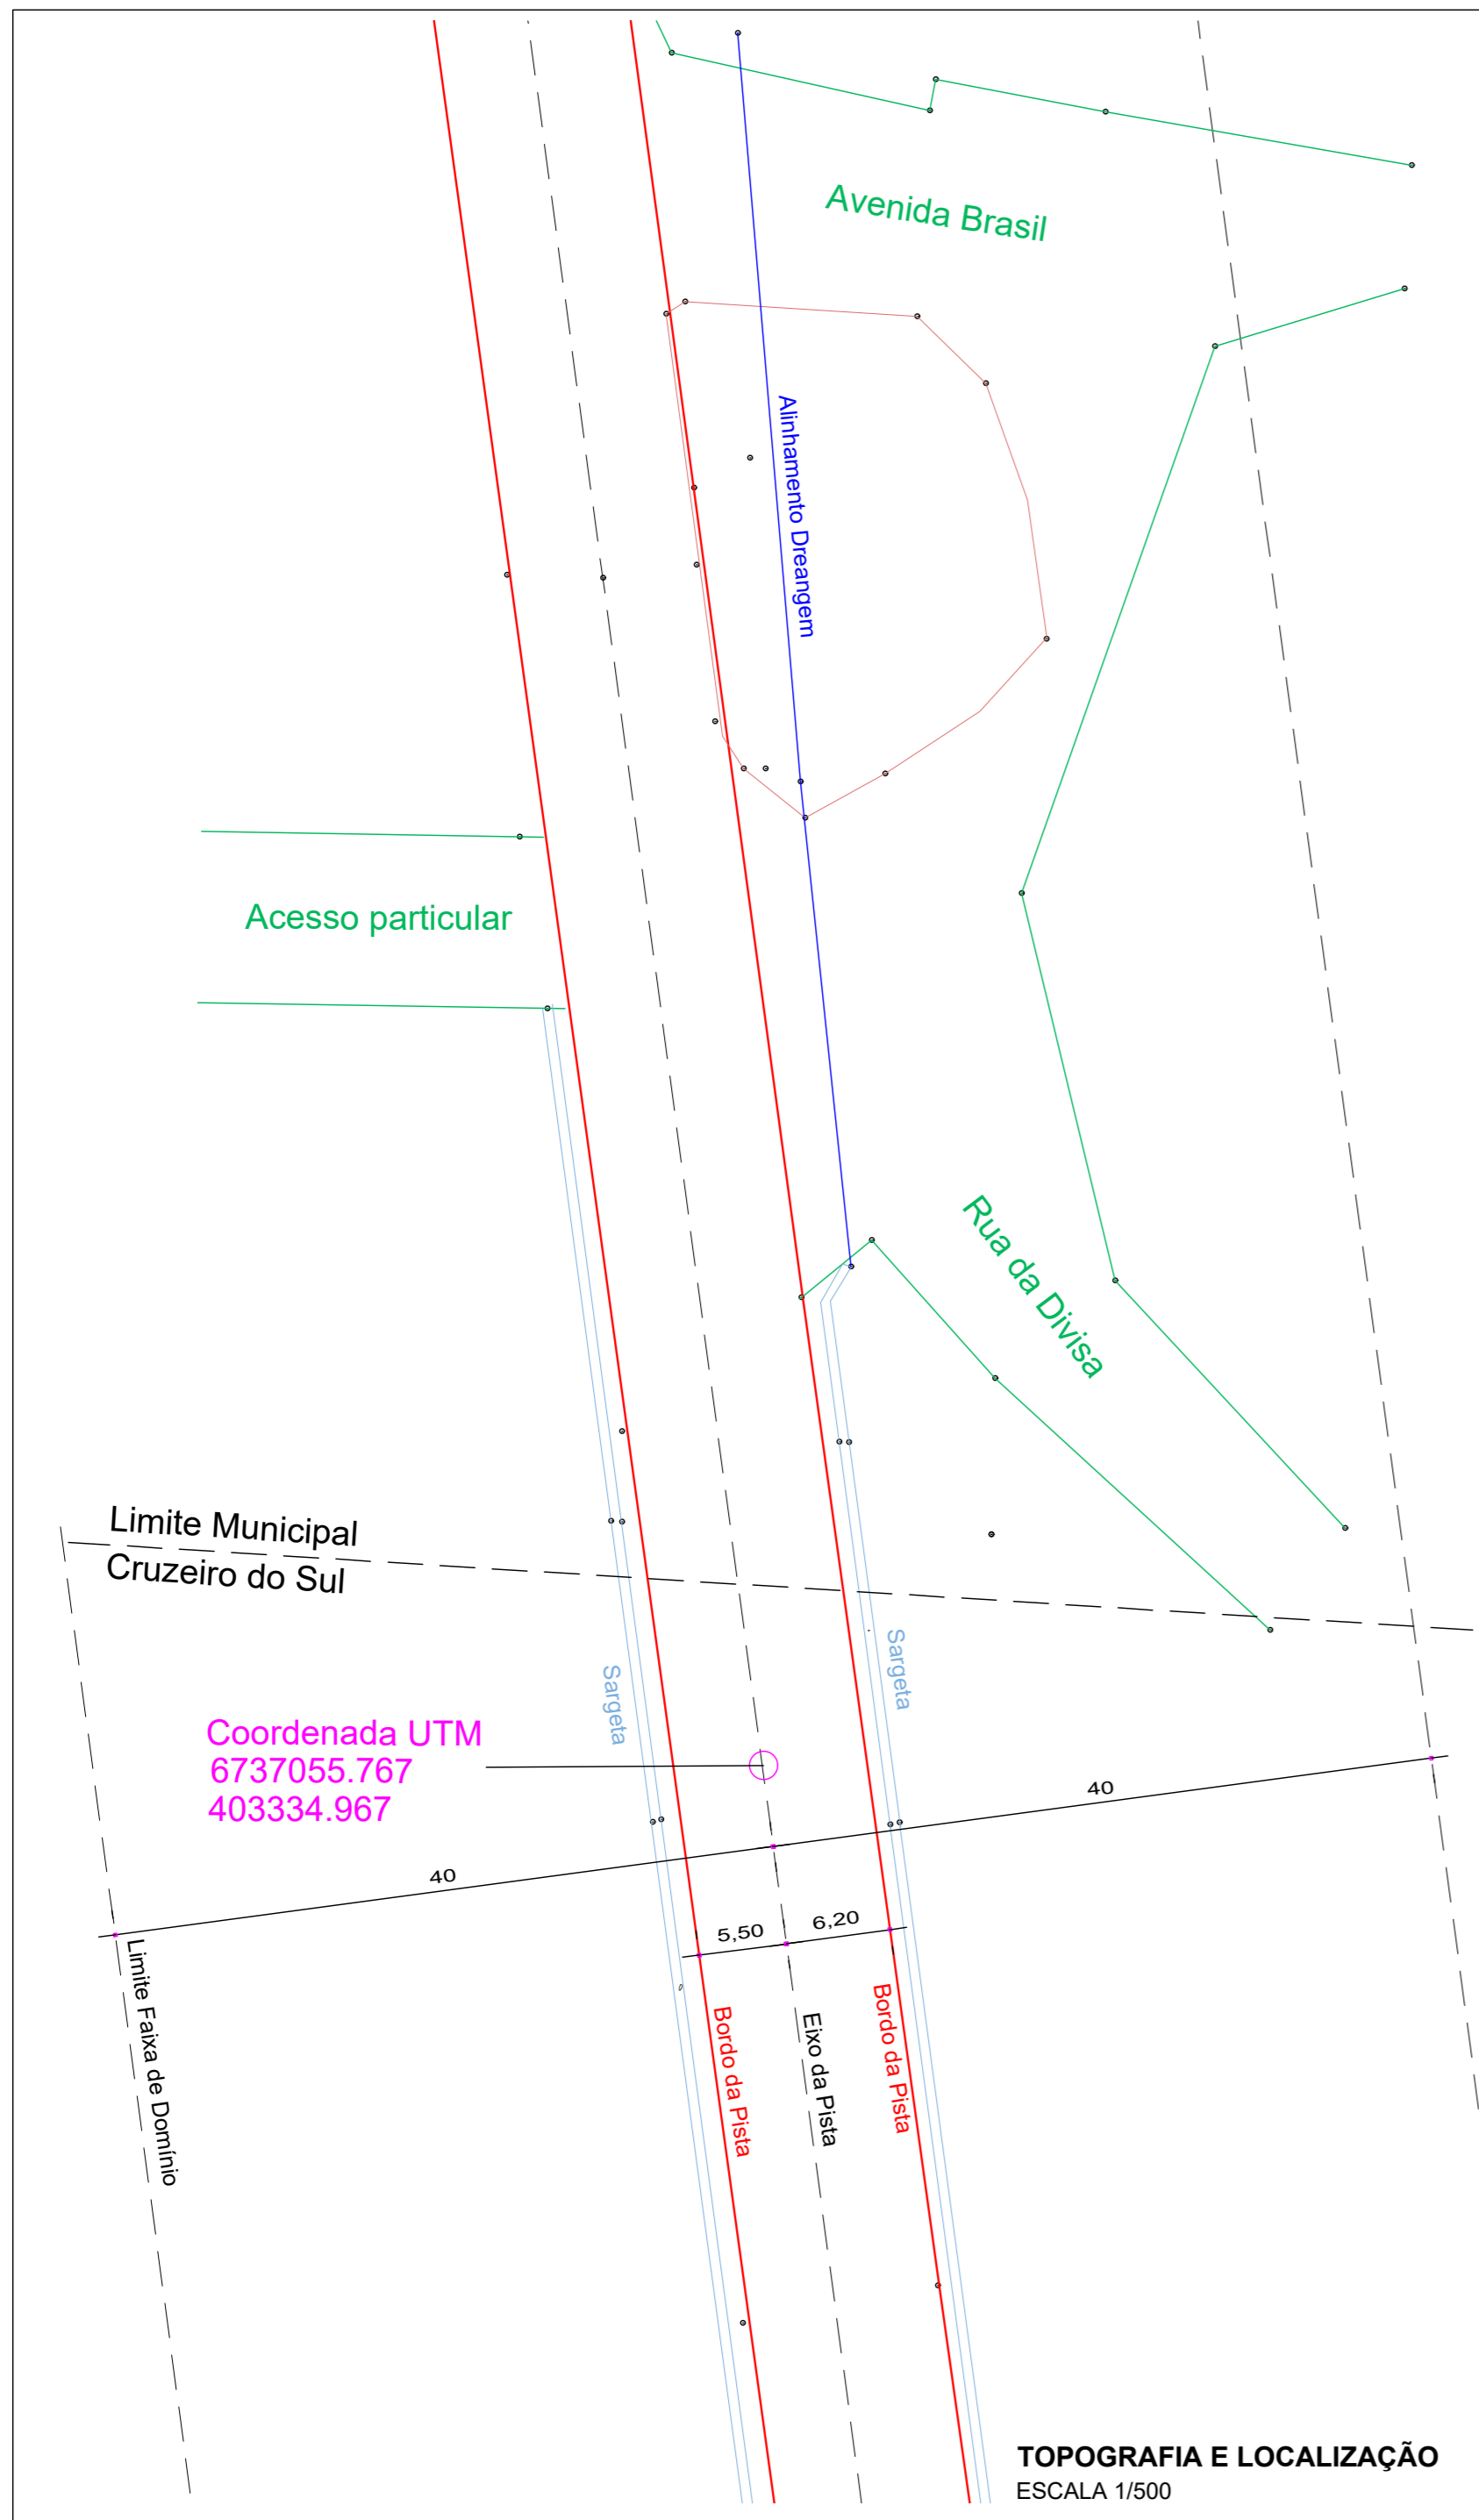 Avenida Brasil
Alinhamento Dreangem
Acesso particular
Rua da Divisa
Limite Municipal
Cruzeiro do Sul
Sargeta
Sargeta
Coordenada UTM
6737055.767
403334.967
40
40
5,50
6,20
Limite Faixa de Domínio
Bordo da Pista
Eixo da Pista
Bordo da Pista
TOPOGRAFIA E LOCALIZAÇÃO
ESCALA 1/500